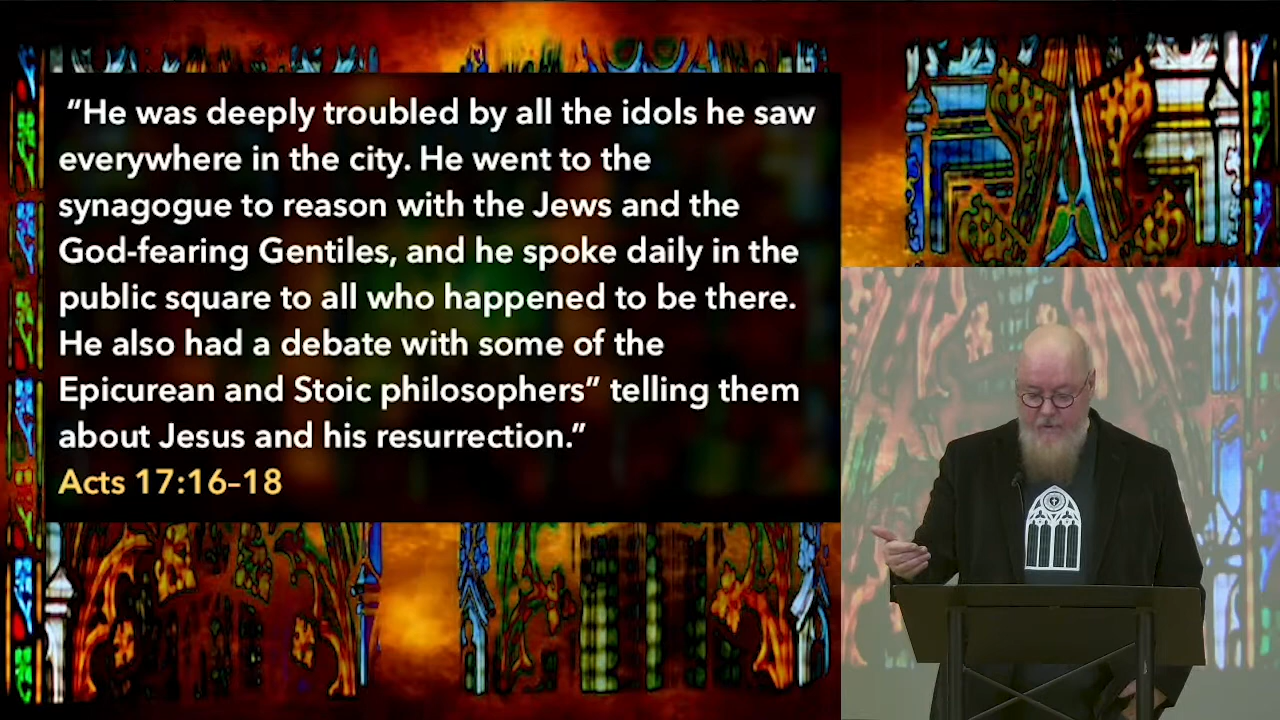 “He was deeply troubled by all the idols he saw
everywhere in the city. He went to the
synagogue to reason with the Jews and the
God-fearing Gentiles, and he spoke daily in the
public square to all who happened to be there.
He also had a debate with some of the
Epicurean and Stoic philosophers” telling them
about Jesus and his resurrection.”
Acts 17:16–18